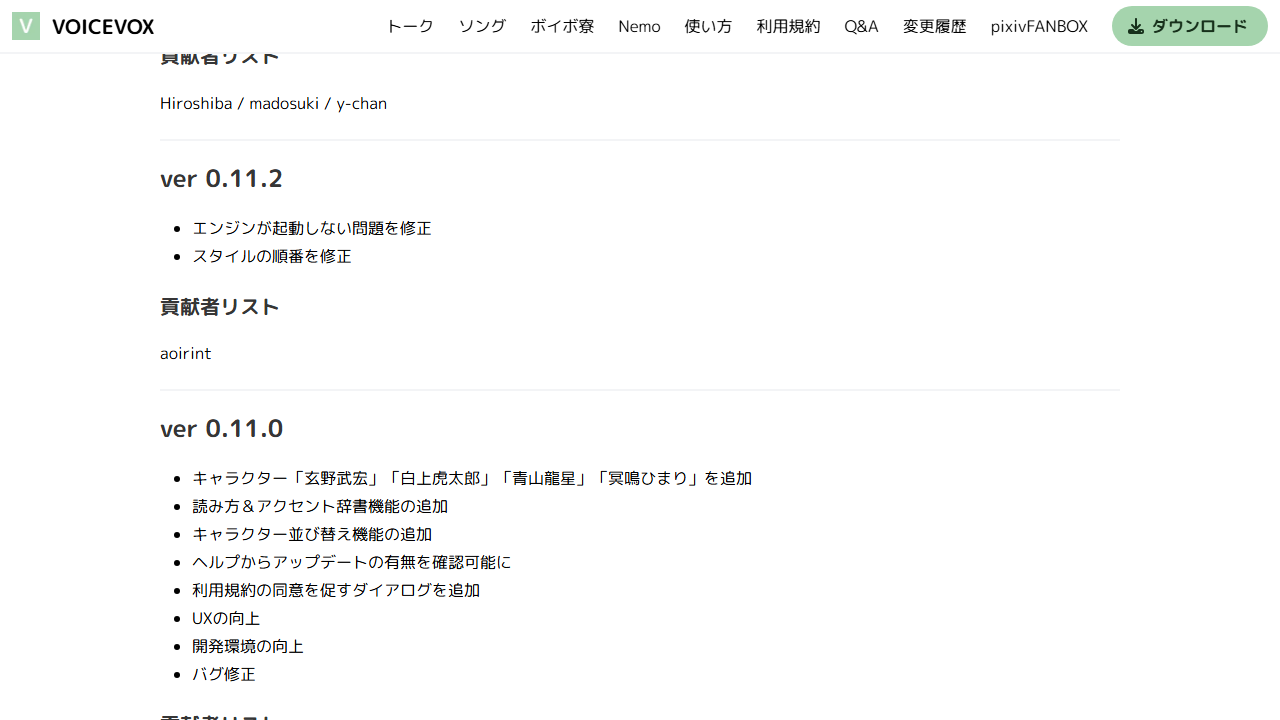 V VOICEVOX トーク ソング ボイボ寮 Nemo 使い方 利用規約 Q&A 変更履歴 pixivFANBOX ダウンロード
貢献者リスト
Hiroshiba / madosuki / y-chan
ver 0.11.2
エンジンが起動しない問題を修正
スタイルの順番を修正
貢献者リスト
aoirint
ver 0.11.0
キャラクター「玄野武宏」「白上虎太郎」「青山龍星」「冥鳴ひまり」を追加
読み方＆アクセント辞書機能の追加
キャラクター並び替え機能の追加
ヘルプからアップデートの有無を確認可能に
利用規約の同意を促すダイアログを追加
UXの向上
開発環境の向上
バグ修正
貢献者リスト